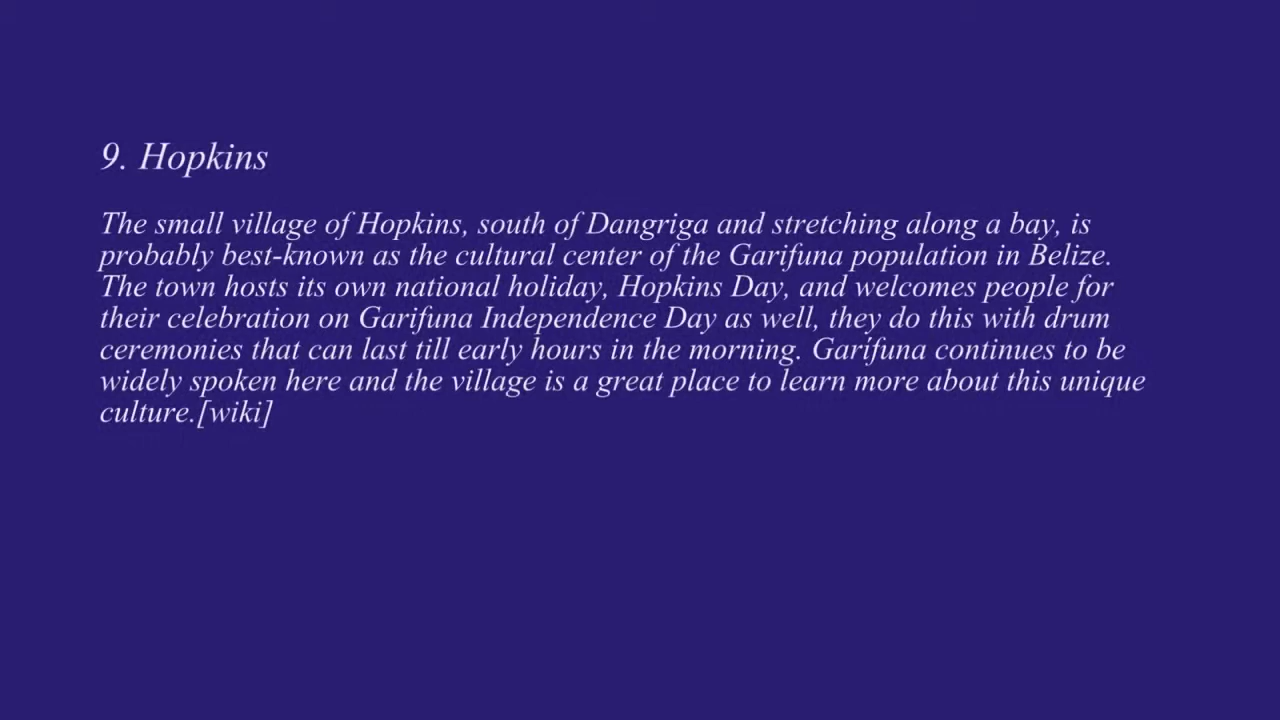 9. Hopkins
The small village of Hopkins, south of Dangriga and stretching along a bay, is
probably best-known as the cultural center of the Garifuna population in Belize.
The town hosts its own national holiday, Hopkins Day, and welcomes people for
their celebration on Garifuna Independence Day as well, they do this with drum
ceremonies that can last till early hours in the morning. Garífuna continues to be
widely spoken here and the village is a great place to learn more about this unique
culture.[wiki]